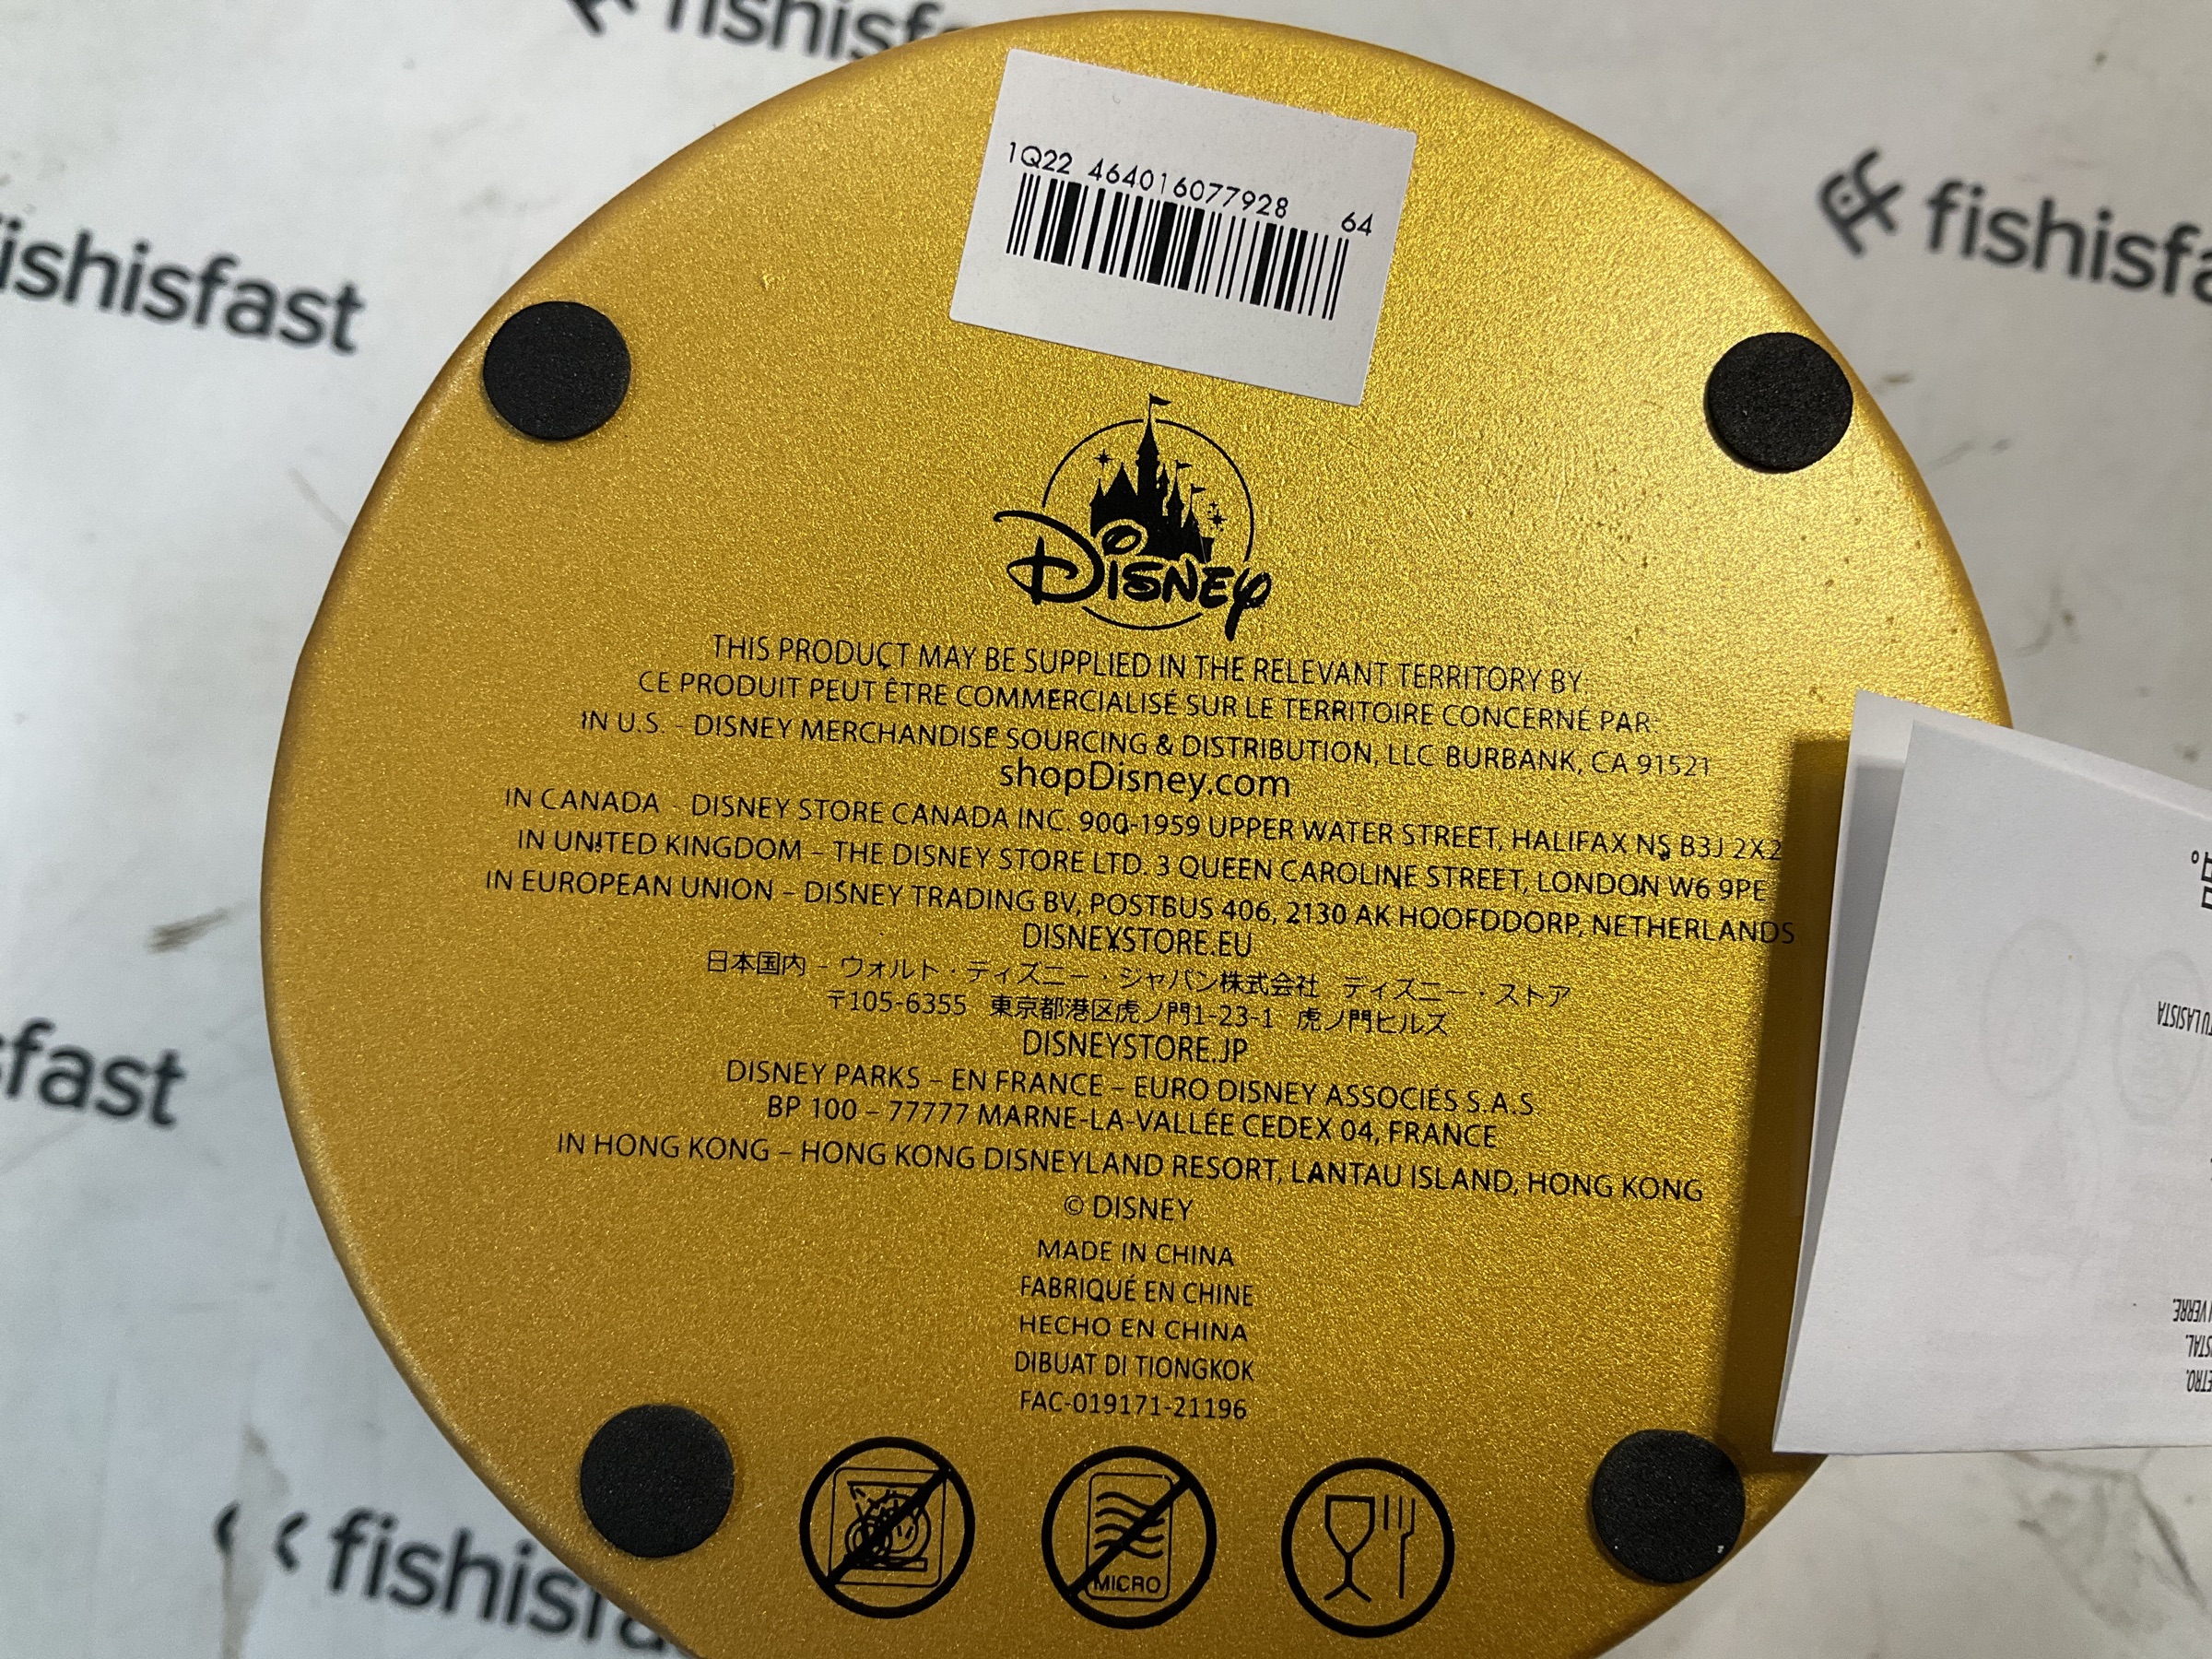 fishisfast
1Q22 464016077928 64
fishisfa
ishisfast
Disney
THIS PRODUCT MAY BE SUPPLIED IN THE RELEVANT TERRITORY BY:
CE PRODUIT PEUT ÊTRE COMMERCIALISÉ SUR LE TERRITOIRE CONCERNÉ PAR:
IN U.S. - DISNEY MERCHANDISE SOURCING & DISTRIBUTION, LLC BURBANK, CA 91521
shopDisney.com
IN CANADA - DISNEY STORE CANADA INC. 900-1959 UPPER WATER STREET, HALIFAX NS B3J 2X2
IN UNITED KINGDOM – THE DISNEY STORE LTD. 3 QUEEN CAROLINE STREET, LONDON W6 9PE
IN EUROPEAN UNION – DISNEY TRADING BV, POSTBUS 406, 2130 AK HOOFDDORP, NETHERLANDS
DISNEYSTORE.EU
日本国内 - ウォルト・ディズニー・ジャパン株式会社 ディズニー・ストア
〒105-6355 東京都港区虎ノ門1-23-1 虎ノ門ヒルズ
DISNEYSTORE.JP
DISNEY PARKS – EN FRANCE – EURO DISNEY ASSOCIÉS S.A.S
BP 100 – 77777 MARNE-LA-VALLÉE CEDEX 04, FRANCE
IN HONG KONG – HONG KONG DISNEYLAND RESORT, LANTAU ISLAND, HONG KONG
© DISNEY
MADE IN CHINA
FABRIQUÉ EN CHINE
HECHO EN CHINA
DIBUAT DI TIONGKOK
FAC-019171-21196
MICRO
sfast
fishisfa
LASISTA
VERRE.